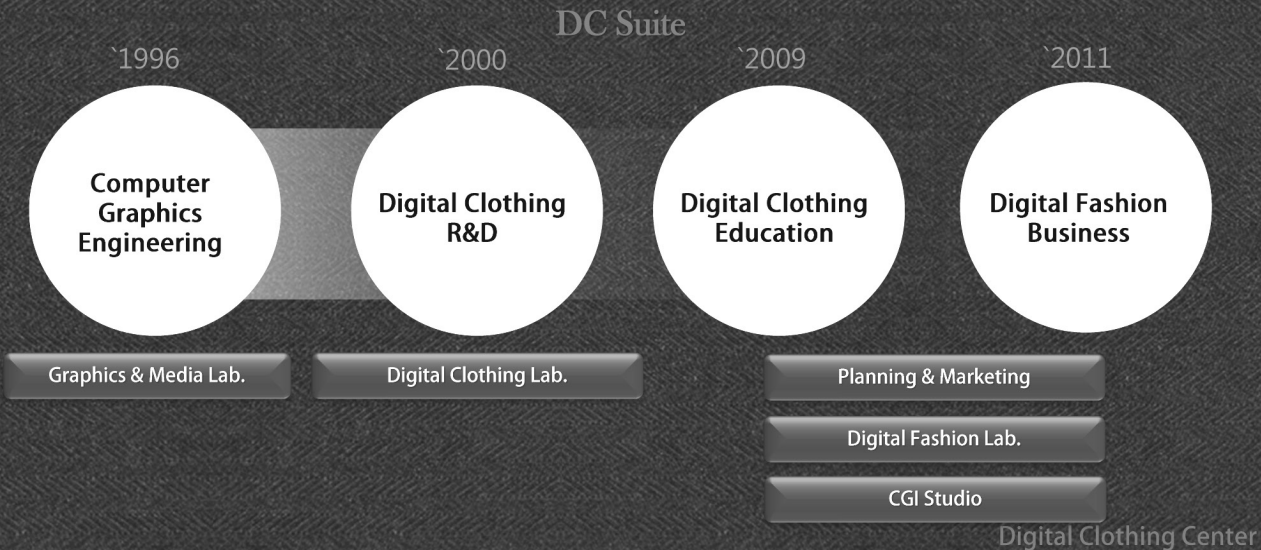 DC Suite
`1996
`2000
`2009
`2011
Computer
Graphics
Engineering
Digital Clothing
R&D
Digital Clothing
Education
Digital Fashion
Business
Graphics & Media Lab.
Digital Clothing Lab.
Planning & Marketing
Digital Fashion Lab.
CGI Studio
Digital Clothing Center